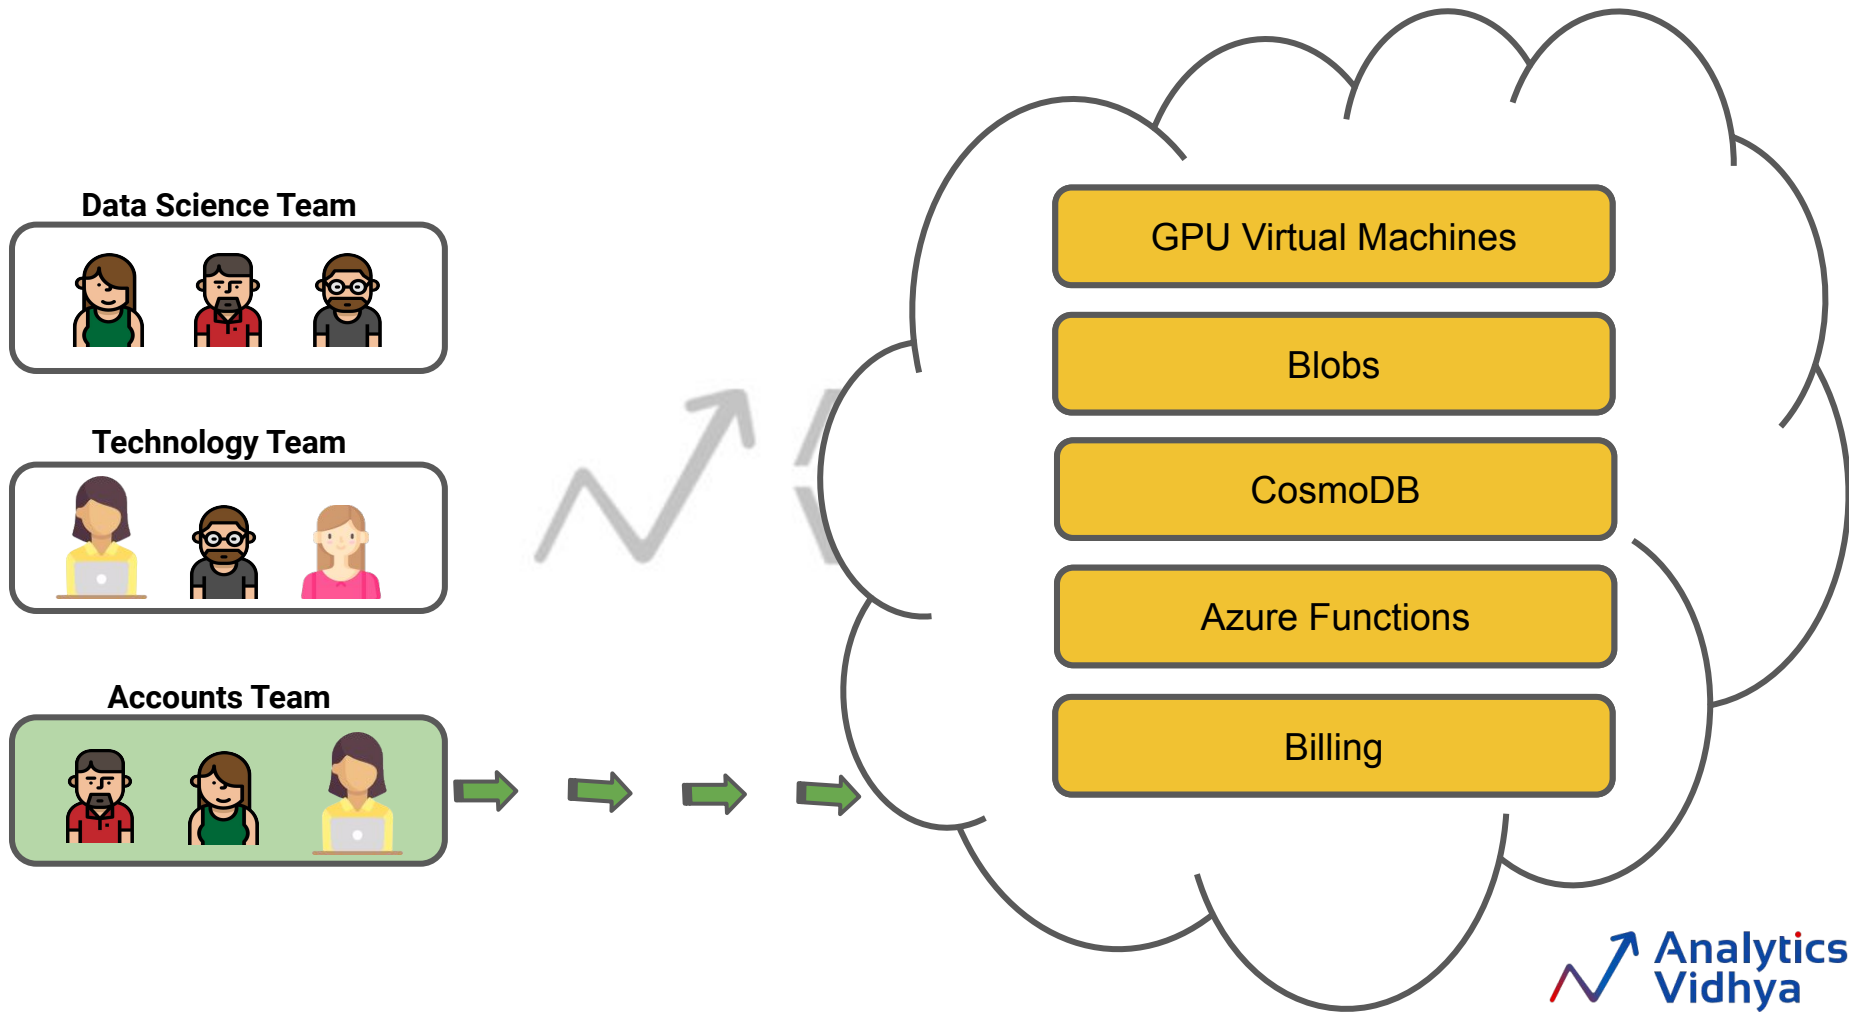 Data Science Team
Technology Team
Accounts Team
GPU Virtual Machines
Blobs
CosmoDB
Azure Functions
Billing
Analytics
Vidhya